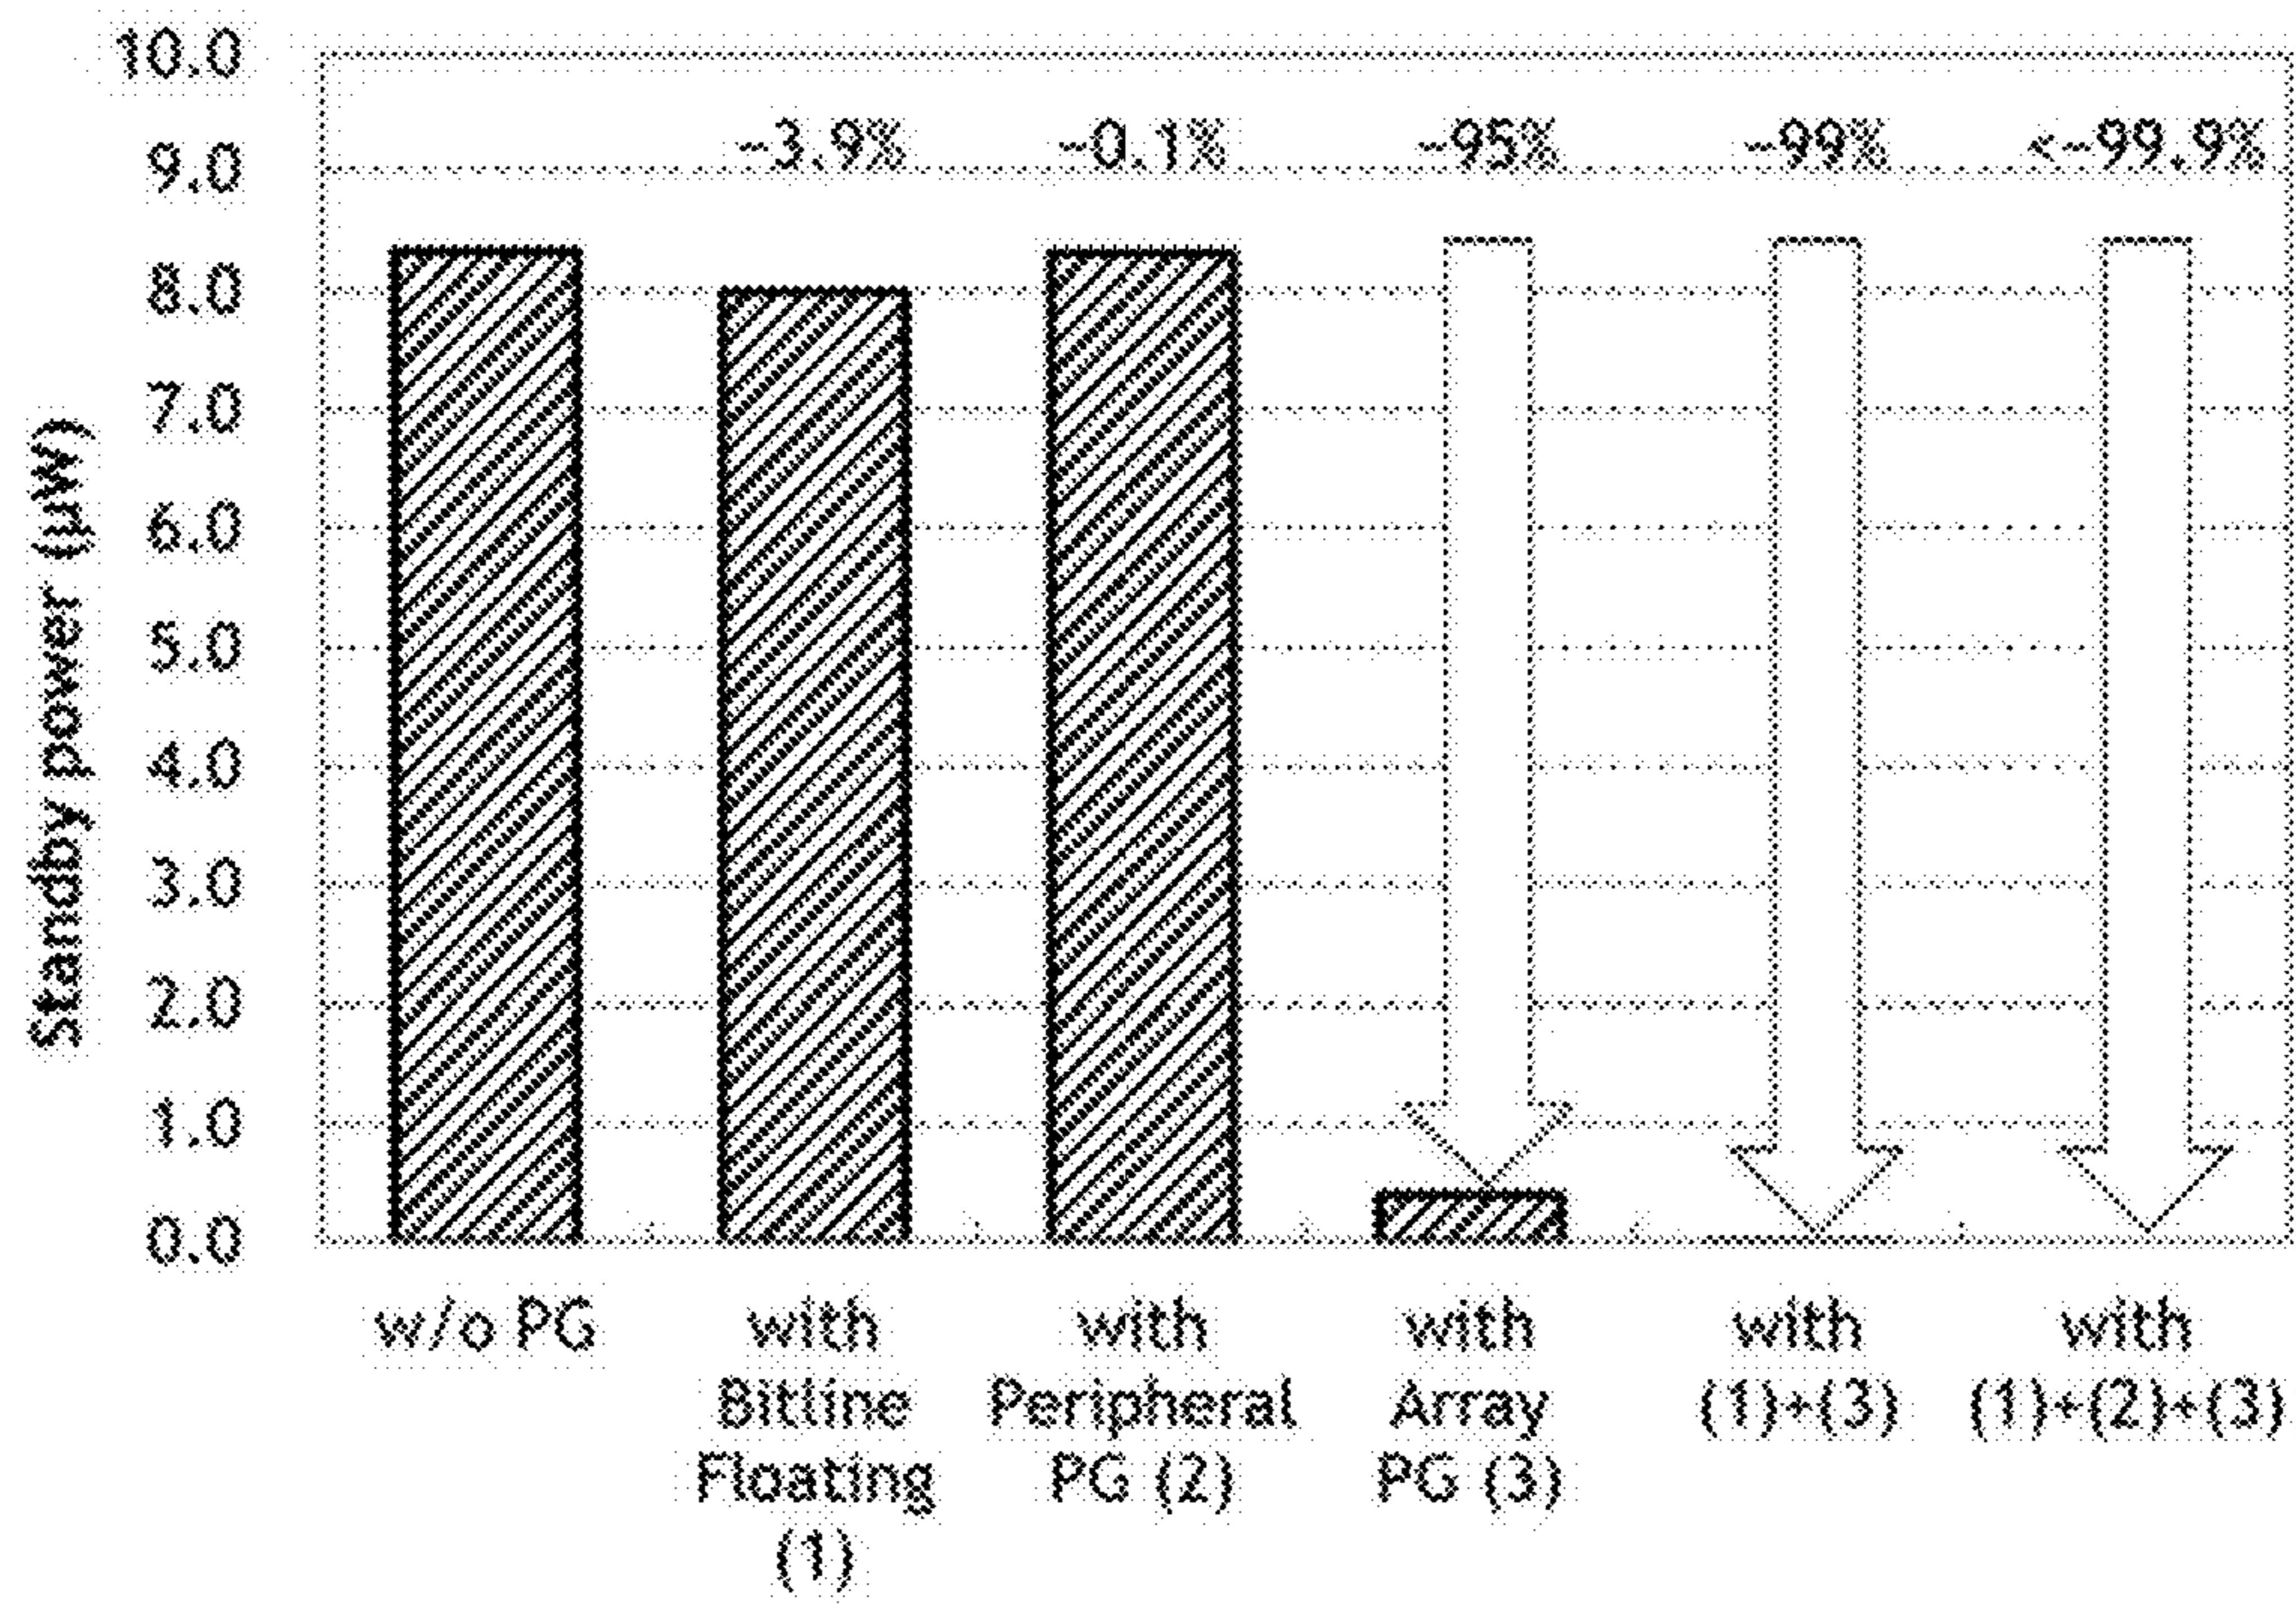 10.0
9.0
8.0
7.0
6.0
5.0
4.0
3.0
2.0
1.0
0.0
Standby power (µW)
-3.9%
-0.1%
-95%
-99%
<-99.9%
w/o PG
with
Bitline
Floating
(1)
with
Peripheral
PG (2)
with
Array
PG (3)
with
(1)+(3)
with
(1)+(2)+(3)